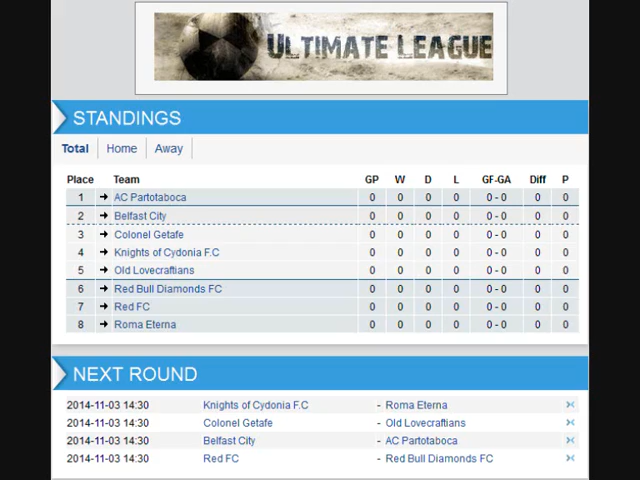 ULTIMATE LEAGUE
STANDINGS
Total Home Away
Place Team GP W D L GF-GA Diff P
1 AC Partotaboca 0 0 0 0 0 - 0 0 0
2 Belfast City 0 0 0 0 0 - 0 0 0
3 Colonel Getafe 0 0 0 0 0 - 0 0 0
4 Knights of Cydonia F.C 0 0 0 0 0 - 0 0 0
5 Old Lovecraftians 0 0 0 0 0 - 0 0 0
6 Red Bull Diamonds FC 0 0 0 0 0 - 0 0 0
7 Red FC 0 0 0 0 0 - 0 0 0
8 Roma Eterna 0 0 0 0 0 - 0 0 0
NEXT ROUND
2014-11-03 14:30 Knights of Cydonia F.C - Roma Eterna
2014-11-03 14:30 Colonel Getafe - Old Lovecraftians
2014-11-03 14:30 Belfast City - AC Partotaboca
2014-11-03 14:30 Red FC - Red Bull Diamonds FC